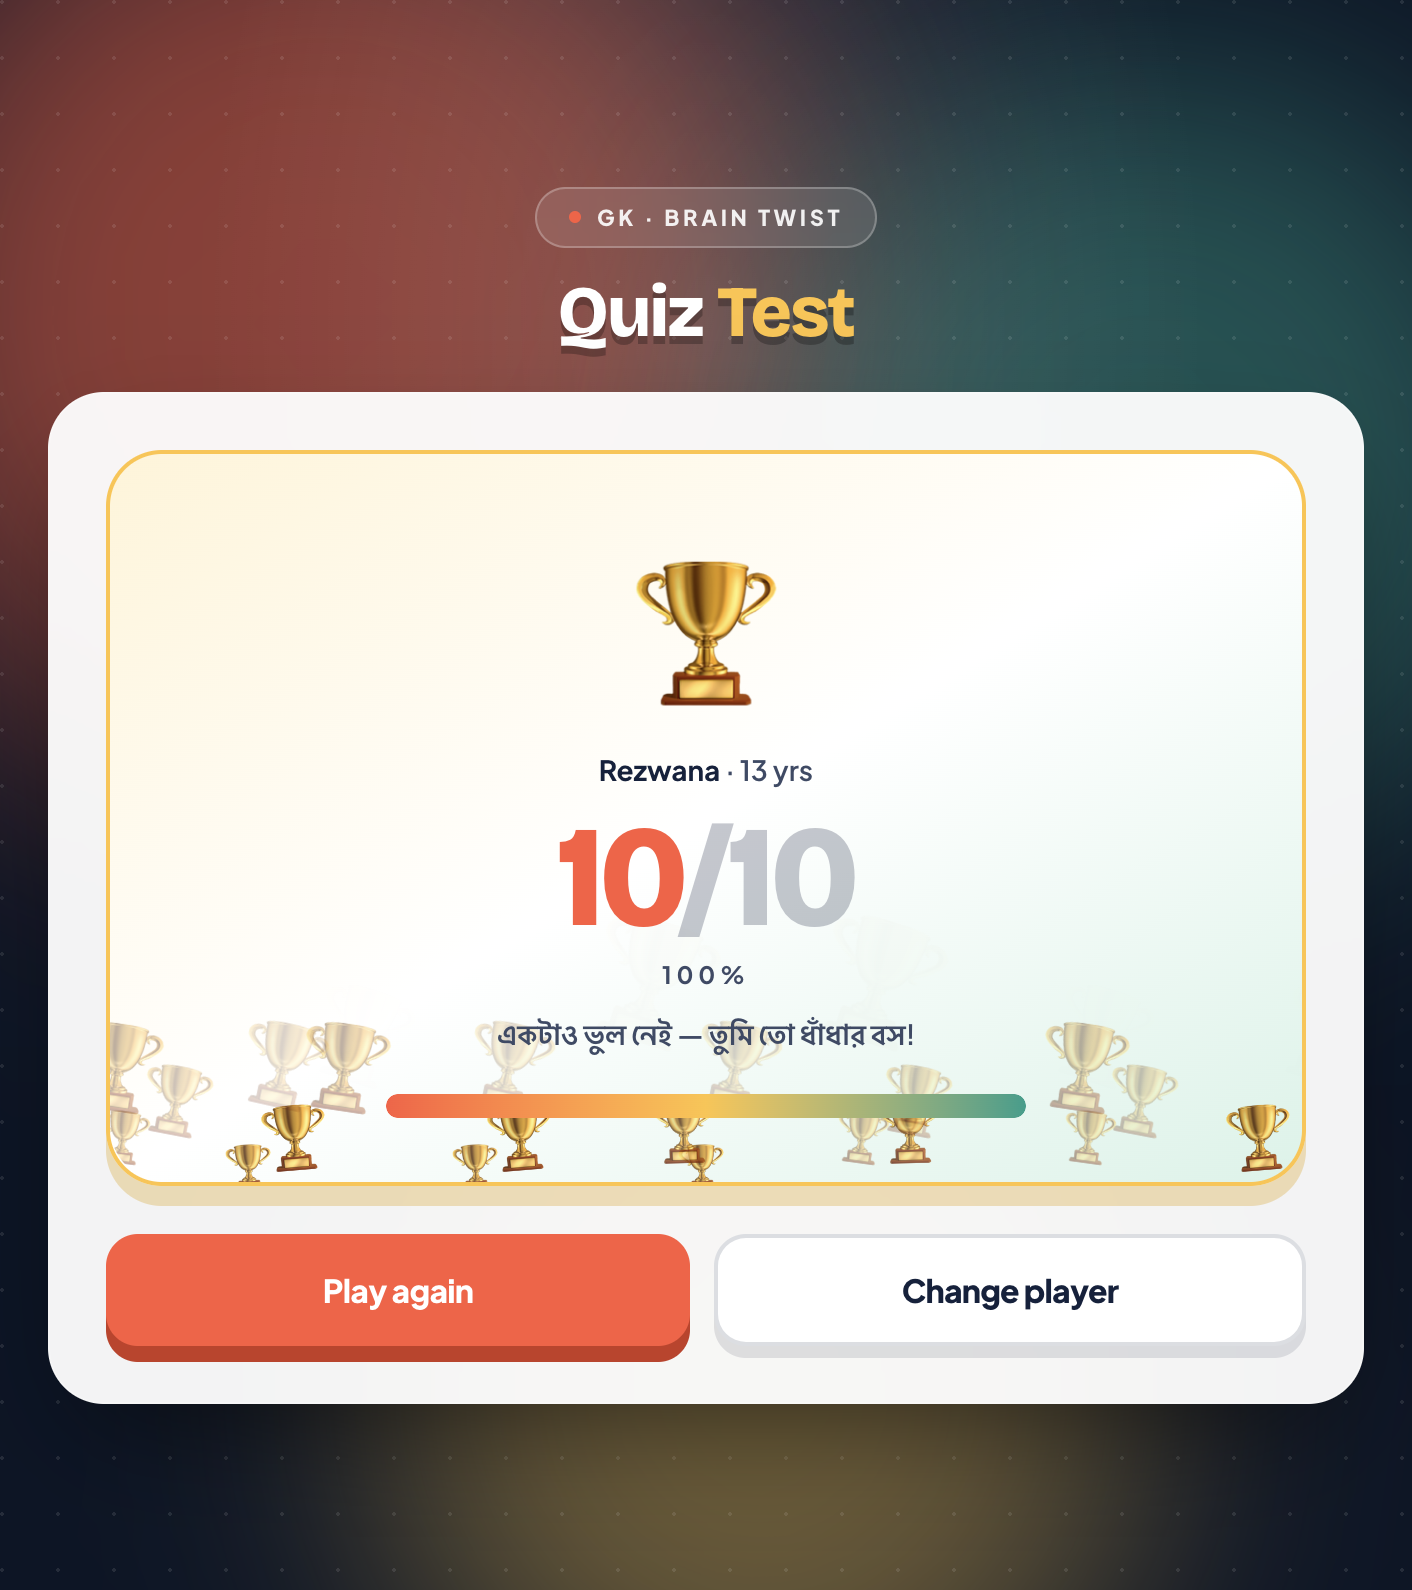 GK · BRAIN TWIST
Quiz Test
Rezwana · 13 yrs
10/10
100%
একটাও ভুল নেই — তুমি তো ধাঁধার বস!
Play again
Change player